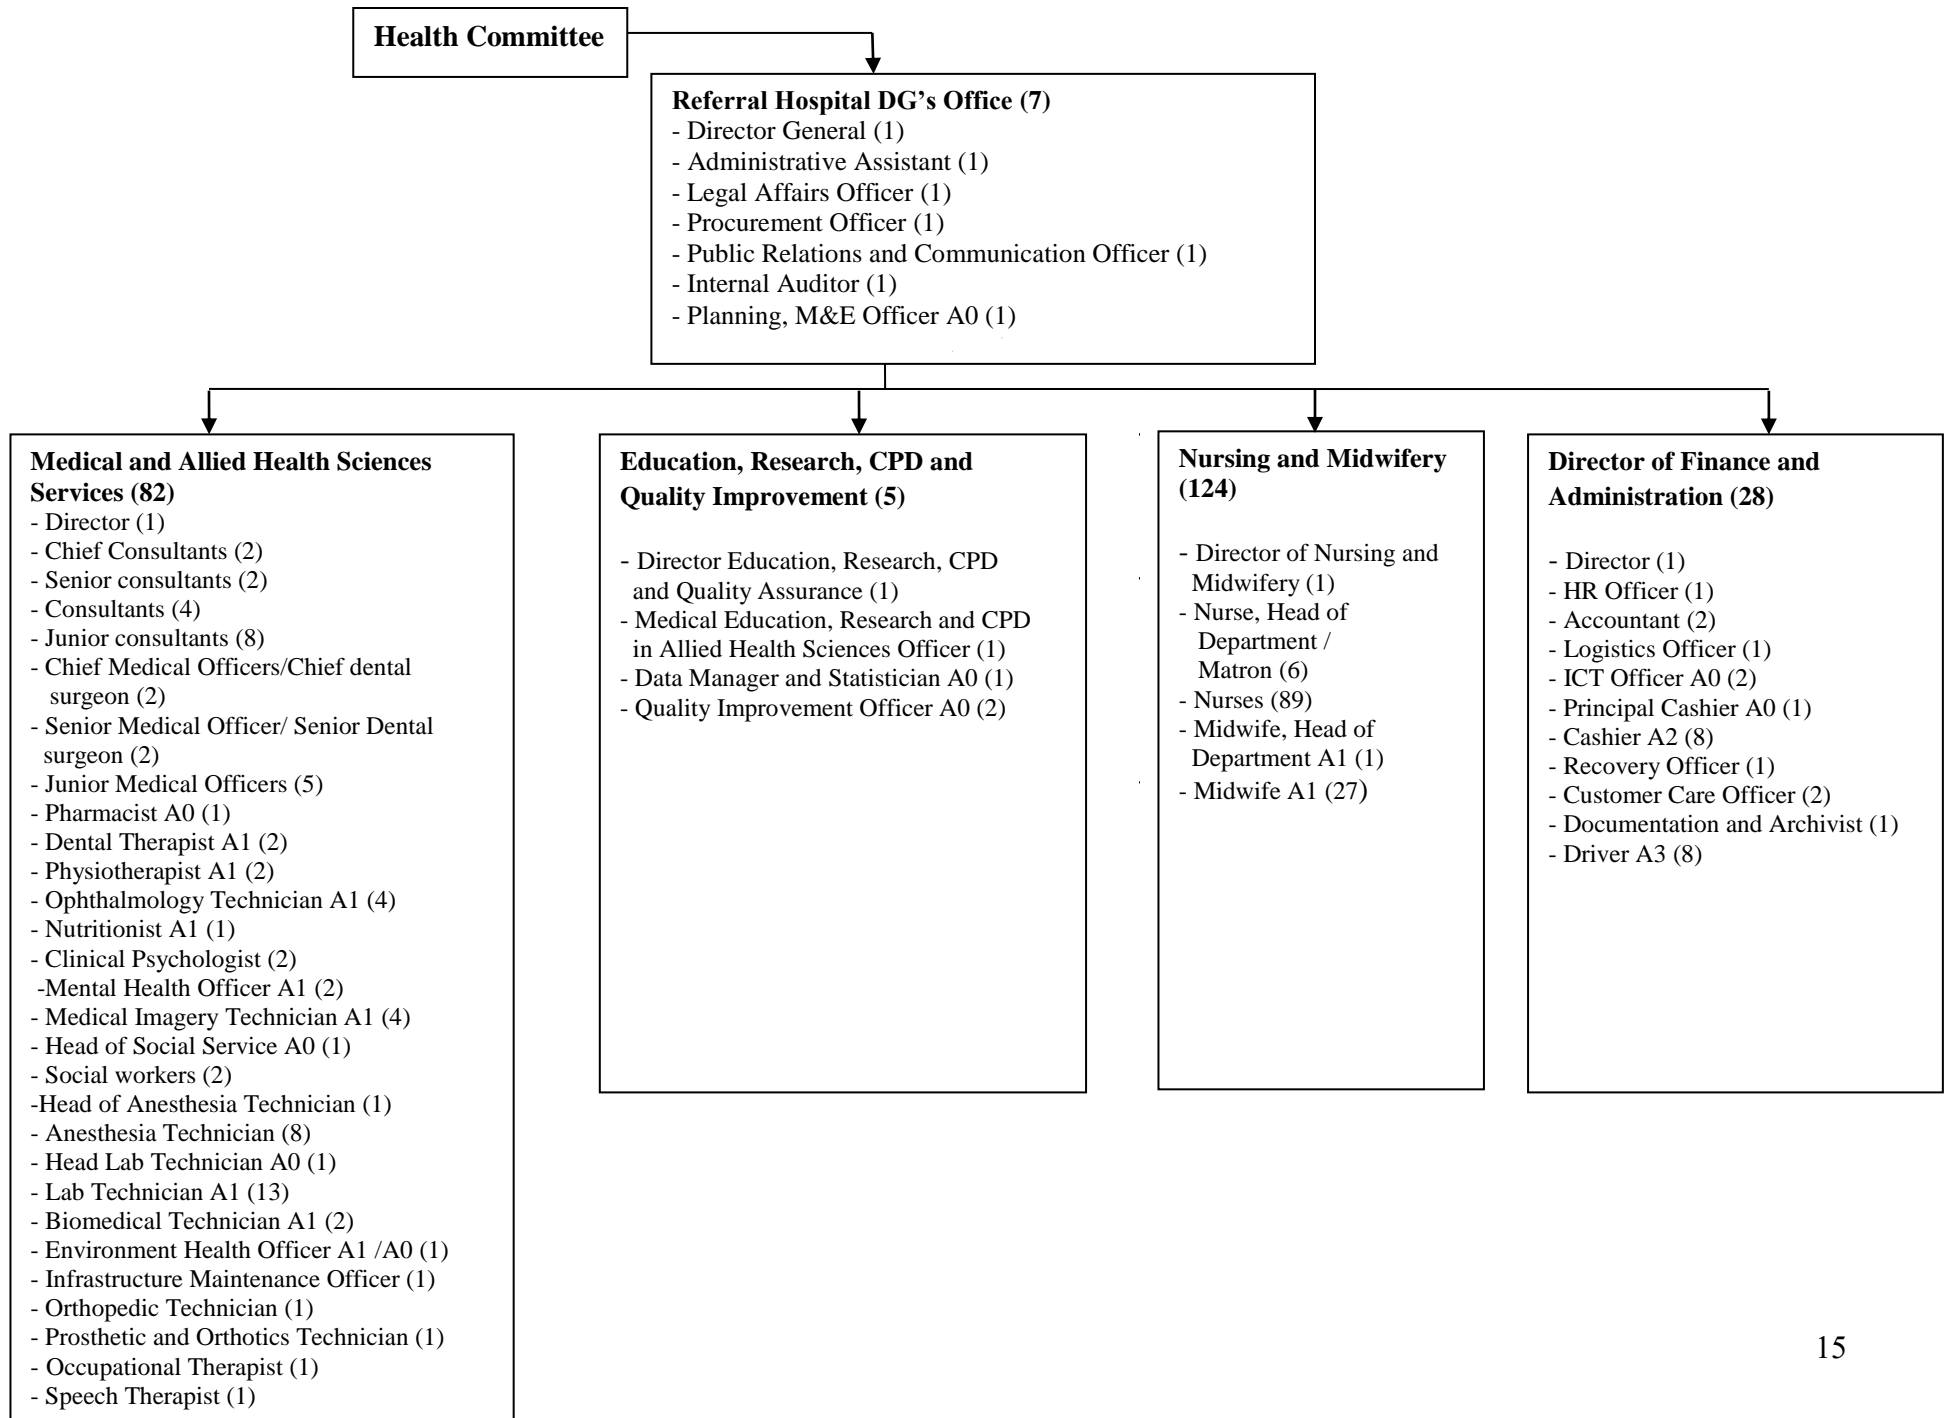 Health Committee
Referral Hospital DG’s Office (7)
- Director General (1)
- Administrative Assistant (1)
- Legal Affairs Officer (1)
- Procurement Officer (1)
- Public Relations and Communication Officer (1)
- Internal Auditor (1)
- Planning, M&E Officer A0 (1)
Medical and Allied Health Sciences
Services (82)
- Director (1)
- Chief Consultants (2)
- Senior consultants (2)
- Consultants (4)
- Junior consultants (8)
- Chief Medical Officers/Chief dental
surgeon (2)
- Senior Medical Officer/ Senior Dental
surgeon (2)
- Junior Medical Officers (5)
- Pharmacist A0 (1)
- Dental Therapist A1 (2)
- Physiotherapist A1 (2)
- Ophthalmology Technician A1 (4)
- Nutritionist A1 (1)
- Clinical Psychologist (2)
-Mental Health Officer A1 (2)
- Medical Imagery Technician A1 (4)
- Head of Social Service A0 (1)
- Social workers (2)
-Head of Anesthesia Technician (1)
- Anesthesia Technician (8)
- Head Lab Technician A0 (1)
- Lab Technician A1 (13)
- Biomedical Technician A1 (2)
- Environment Health Officer A1 /A0 (1)
- Infrastructure Maintenance Officer (1)
- Orthopedic Technician (1)
- Prosthetic and Orthotics Technician (1)
- Occupational Therapist (1)
- Speech Therapist (1)
Education, Research, CPD and
Quality Improvement (5)
- Director Education, Research, CPD
and Quality Assurance (1)
- Medical Education, Research and CPD
in Allied Health Sciences Officer (1)
- Data Manager and Statistician A0 (1)
- Quality Improvement Officer A0 (2)
Nursing and Midwifery
(124)
- Director of Nursing and
Midwifery (1)
- Nurse, Head of
Department /
Matron (6)
- Nurses (89)
- Midwife, Head of
Department A1 (1)
- Midwife A1 (27)
Director of Finance and
Administration (28)
- Director (1)
- HR Officer (1)
- Accountant (2)
- Logistics Officer (1)
- ICT Officer A0 (2)
- Principal Cashier A0 (1)
- Cashier A2 (8)
- Recovery Officer (1)
- Customer Care Officer (2)
- Documentation and Archivist (1)
- Driver A3 (8)
15